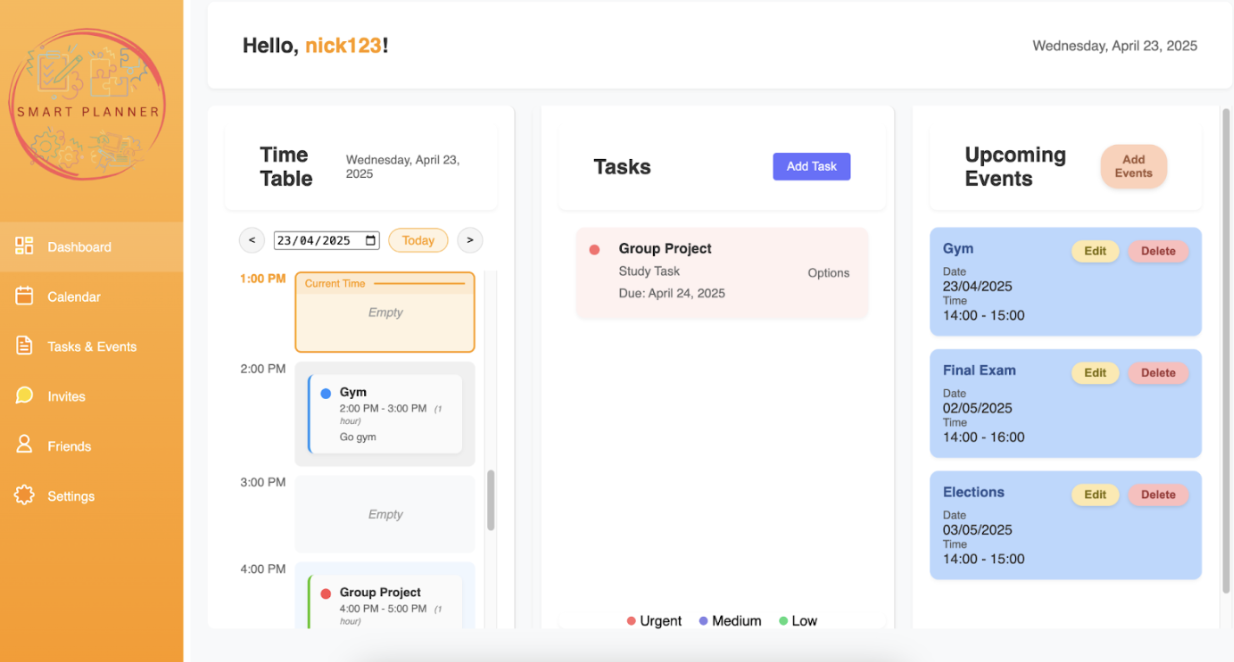 SMART PLANNER
Dashboard
Calendar
Tasks & Events
Invites
Friends
Settings
Hello, nick123!
Wednesday, April 23, 2025
Time
Table
Wednesday, April 23,
2025
<
23/04/2025
Today
>
1:00 PM
Current Time
Empty
2:00 PM
Gym
2:00 PM - 3:00 PM (1
hour)
Go gym
3:00 PM
Empty
4:00 PM
Group Project
4:00 PM - 5:00 PM (1
hour)
Tasks
Add Task
Group Project
Study Task
Due: April 24, 2025
Options
Urgent Medium Low
Upcoming
Events
Add
Events
Gym
Edit
Delete
Date
23/04/2025
Time
14:00 - 15:00
Final Exam
Edit
Delete
Date
02/05/2025
Time
14:00 - 16:00
Elections
Edit
Delete
Date
03/05/2025
Time
14:00 - 15:00